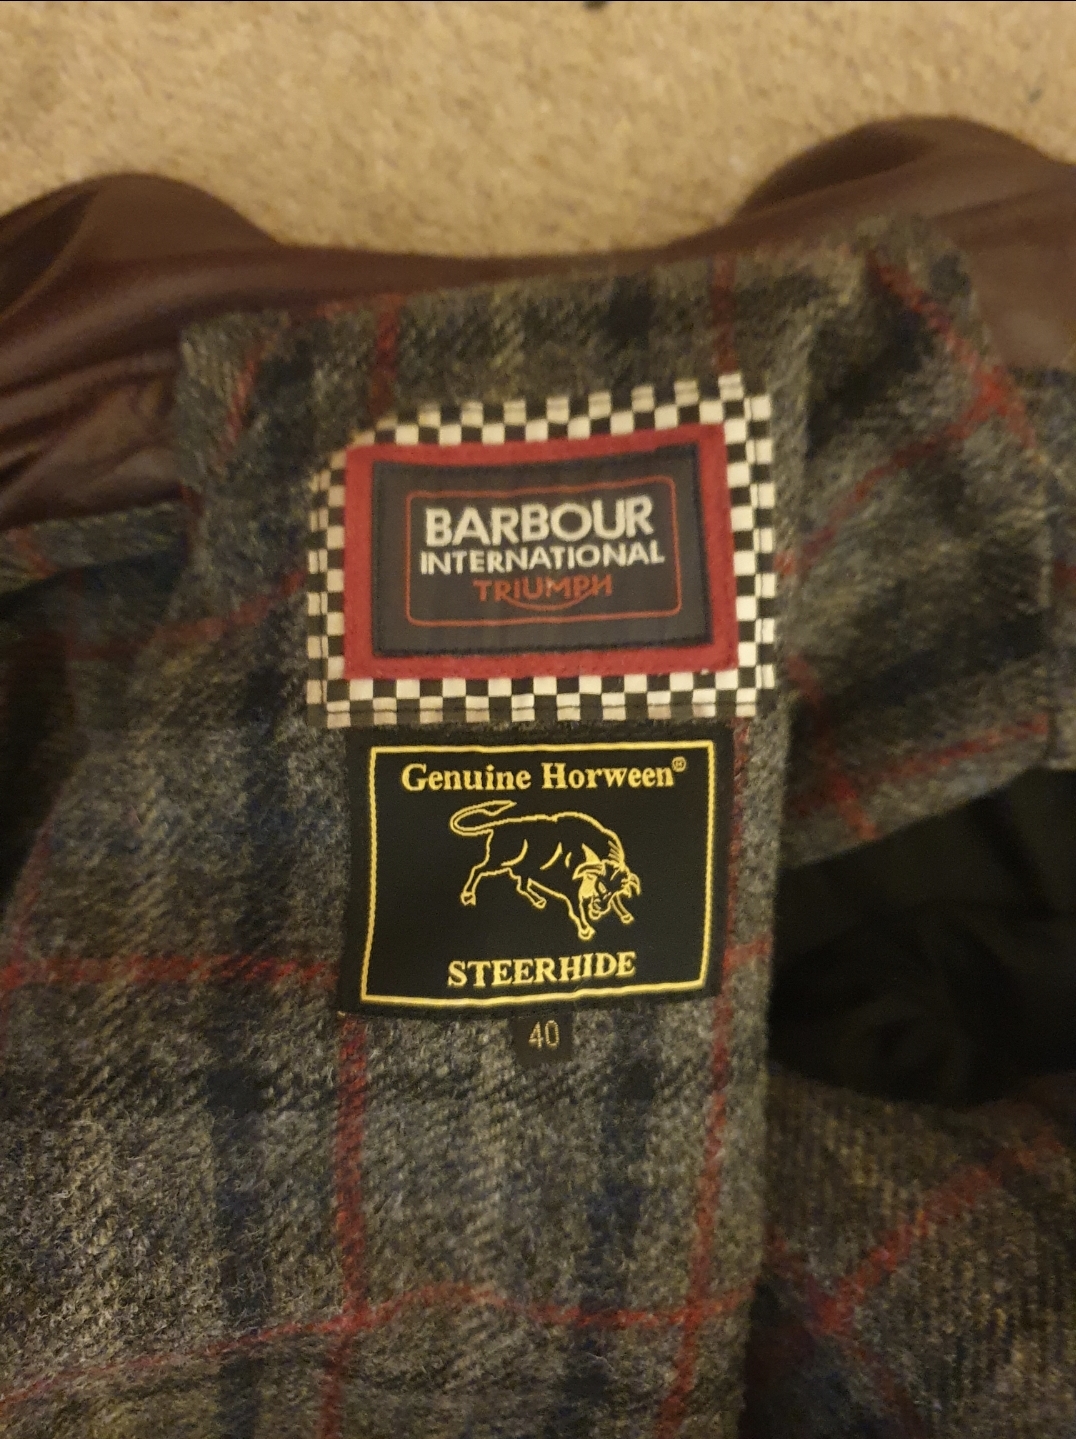 BARBOUR
INTERNATIONAL
TRIUMPH
Genuine Horween®
STEERHIDE
40